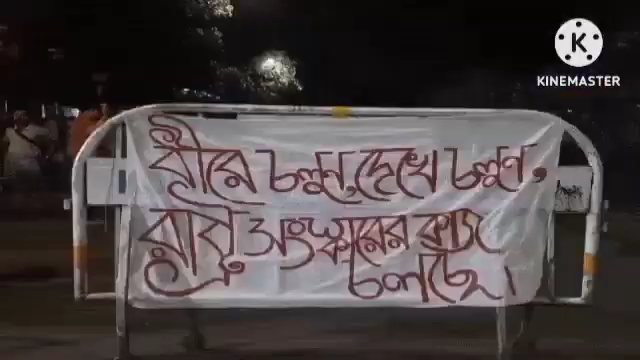 KINEMASTER
ধীরে চলুন, দেখে চলুন,
রাষ্ট্র সংস্কারের কাজ
চলছে।